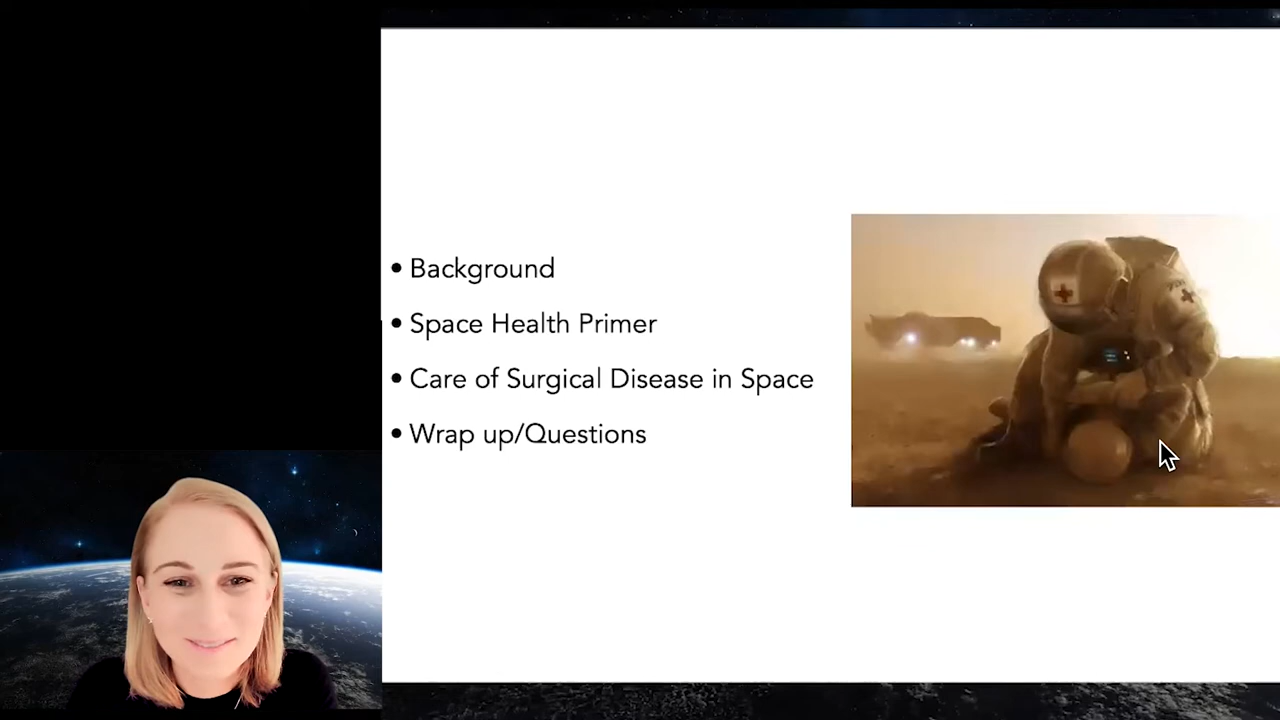 • Background
• Space Health Primer
• Care of Surgical Disease in Space
• Wrap up/Questions